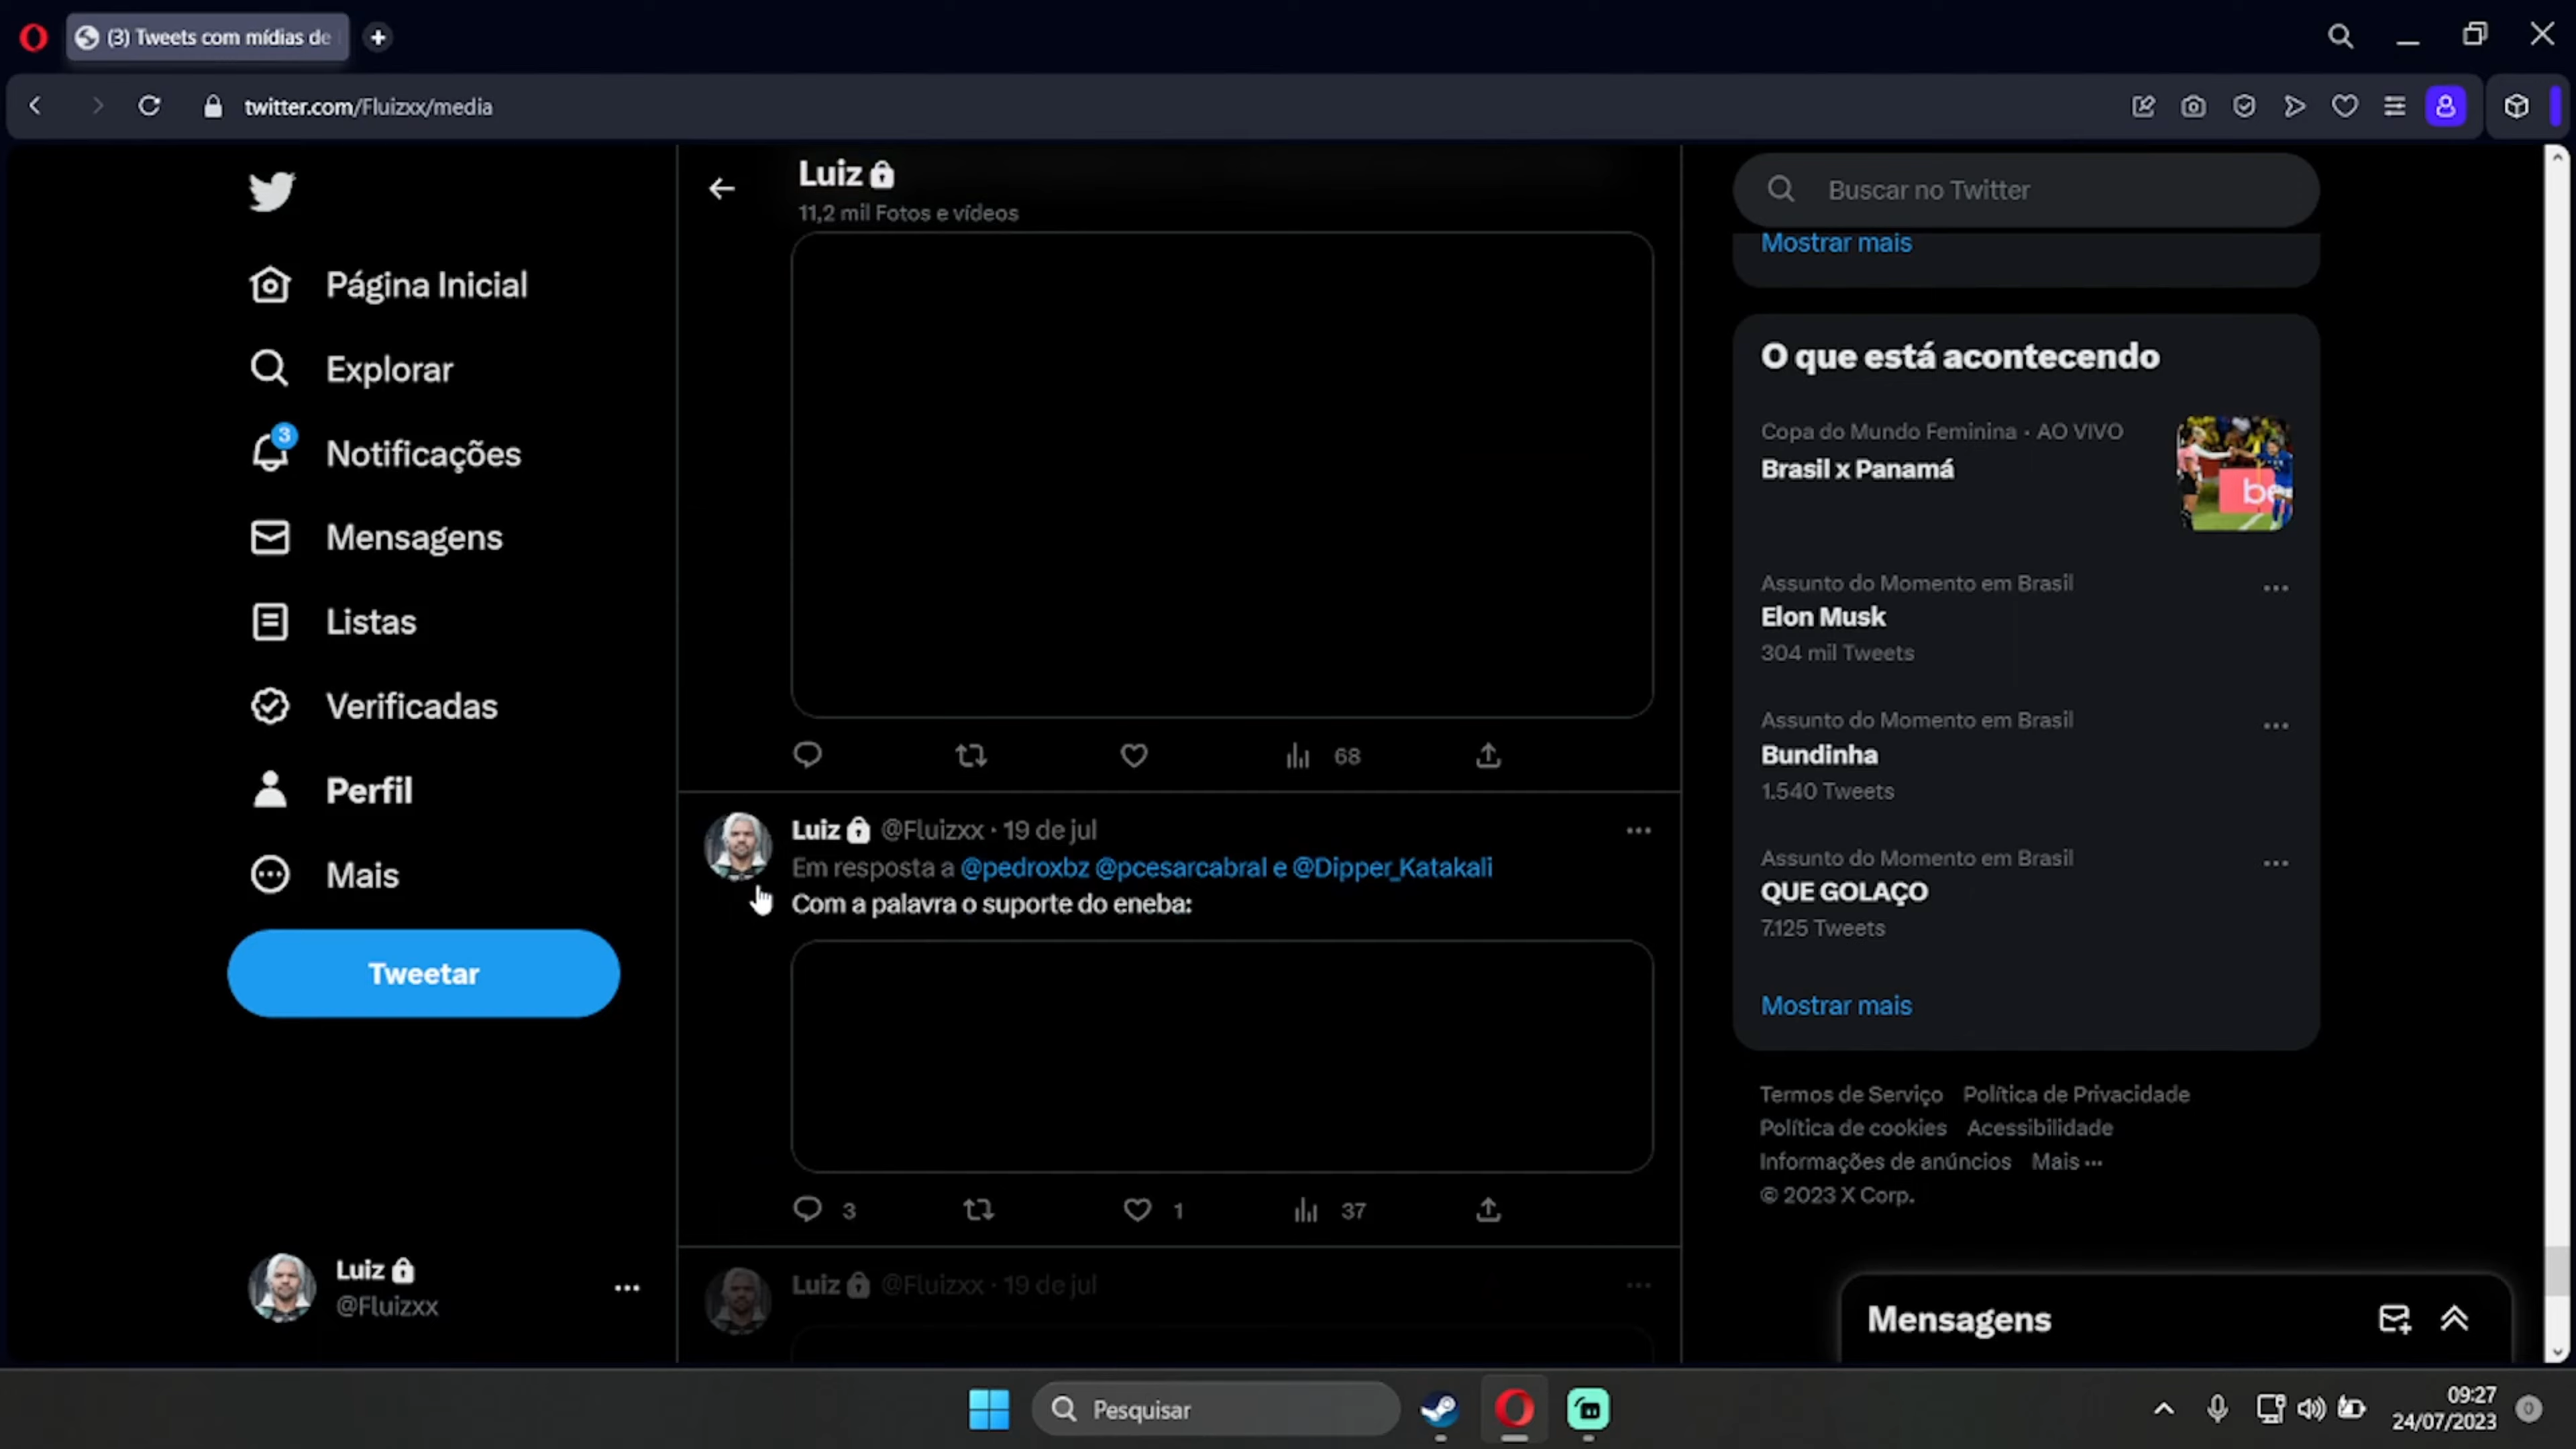 (3) Tweets com mídias de
twitter.com/Fluizxx/media
Página Inicial
Explorar
3
Notificações
Mensagens
Listas
Verificadas
Perfil
Mais
Tweetar
Luiz
@Fluizxx
Luiz
11,2 mil Fotos e vídeos
68
Luiz @Fluizxx · 19 de jul
Em resposta a @pedroxbz @pcesarcabral e @Dipper_Katakali
Com a palavra o suporte do eneba:
3 1 37
Luiz @Fluizxx · 19 de jul
Buscar no Twitter
Mostrar mais
O que está acontecendo
Copa do Mundo Feminina · AO VIVO
Brasil x Panamá
be
Assunto do Momento em Brasil
Elon Musk
304 mil Tweets
Assunto do Momento em Brasil
Bundinha
1.540 Tweets
Assunto do Momento em Brasil
QUE GOLAÇO
7.125 Tweets
Mostrar mais
Termos de Serviço Política de Privacidade
Política de cookies Acessibilidade
Informações de anúncios Mais ···
© 2023 X Corp.
Mensagens
Pesquisar
09:27
24/07/2023
0